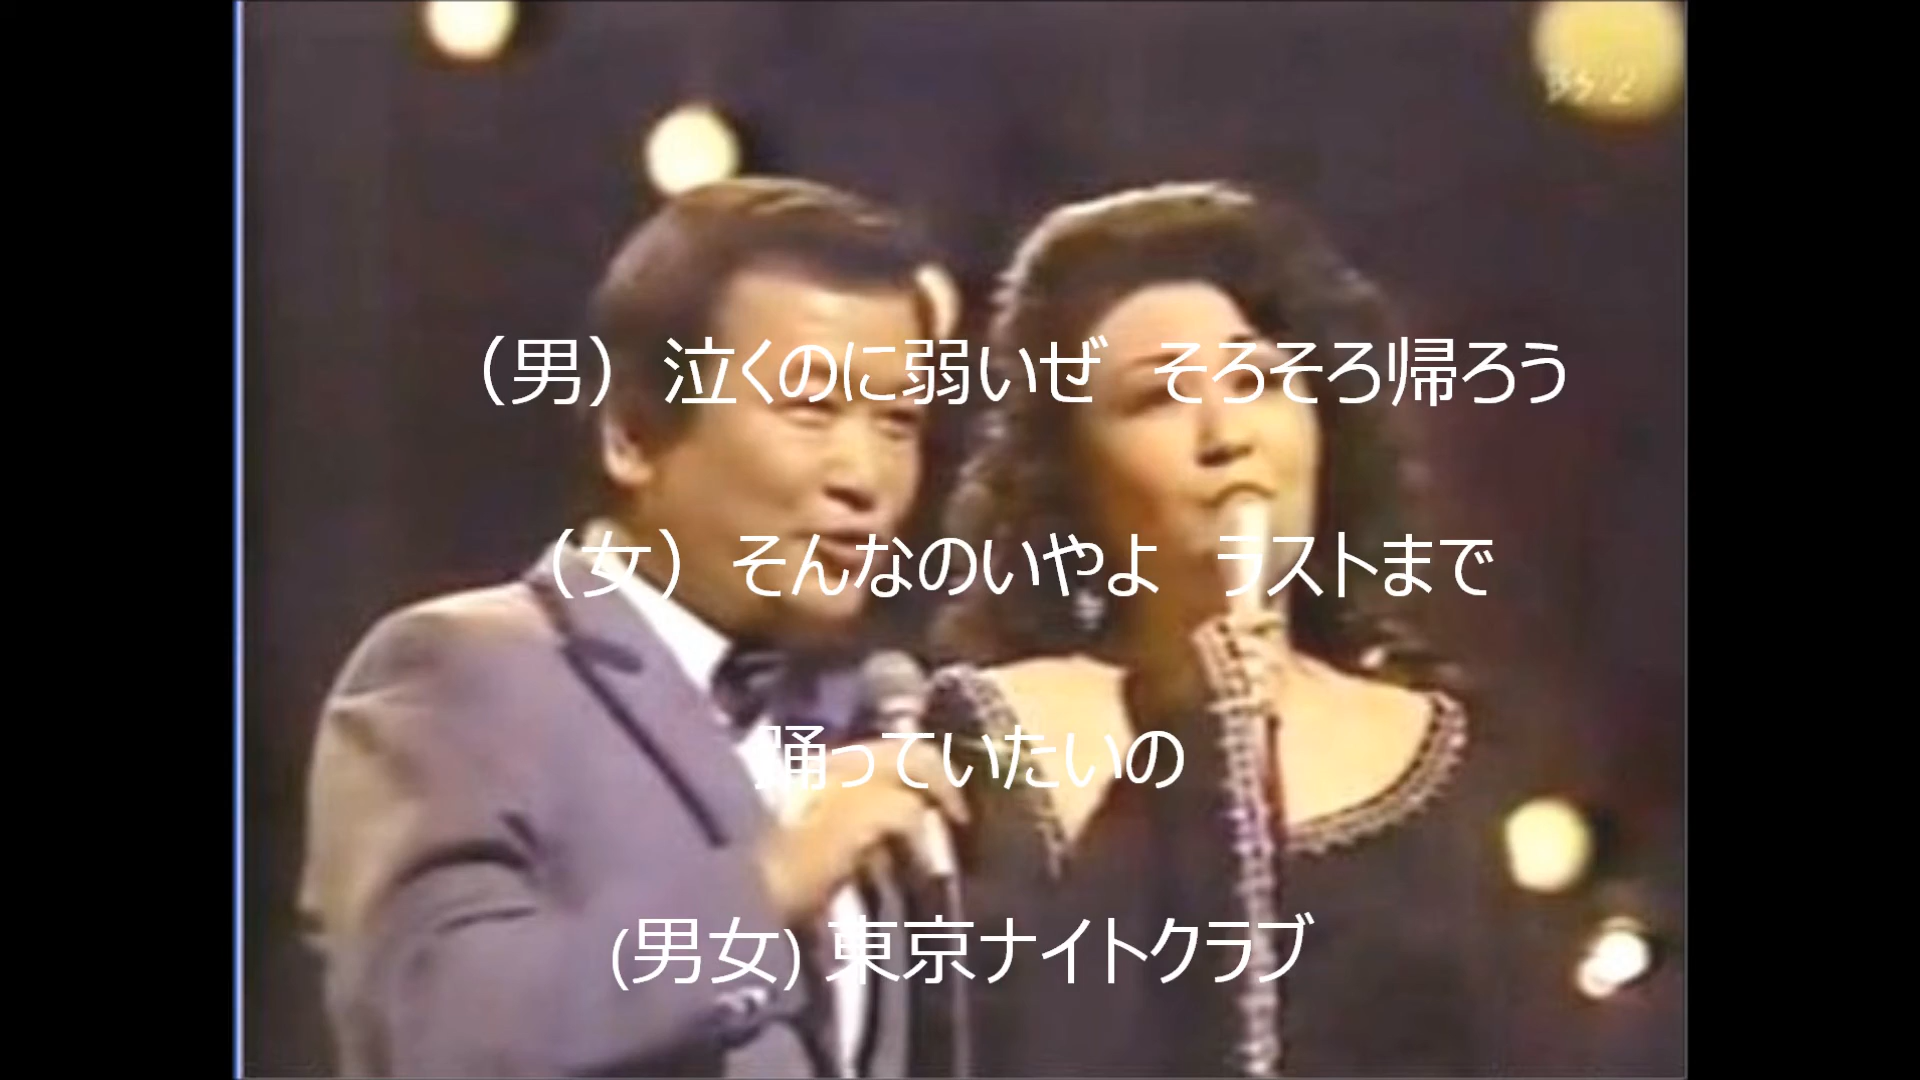 BS 2
（男） 泣くのに弱いぜ　そろそろ帰ろう
（女） そんなのいやよ　ラストまで
踊っていたいの
(男女) 東京ナイトクラブ